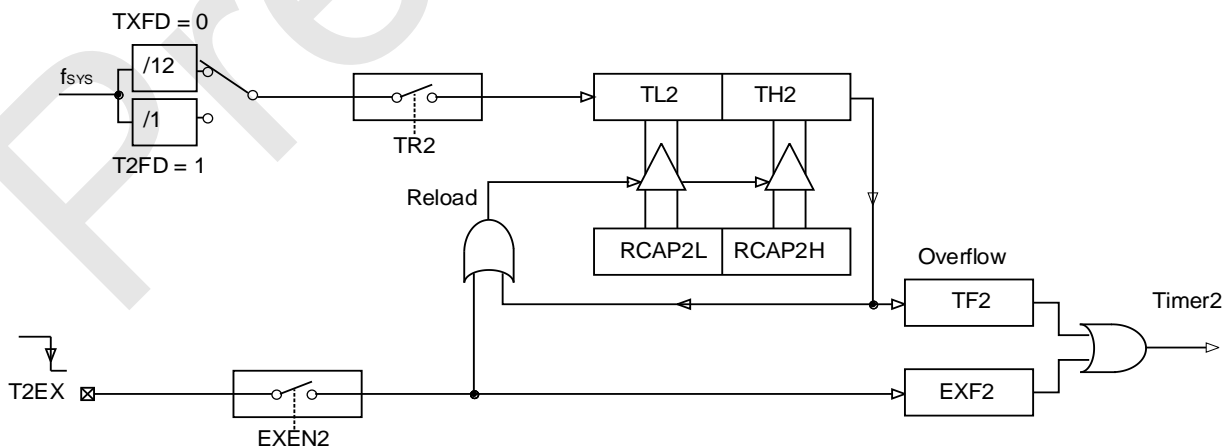 TXFD = 0
/12
fSYS
/1
T2FD = 1
TR2
TL2
TH2
Reload
RCAP2L
RCAP2H
Overflow
TF2
Timer2
T2EX
EXEN2
EXF2
Pre